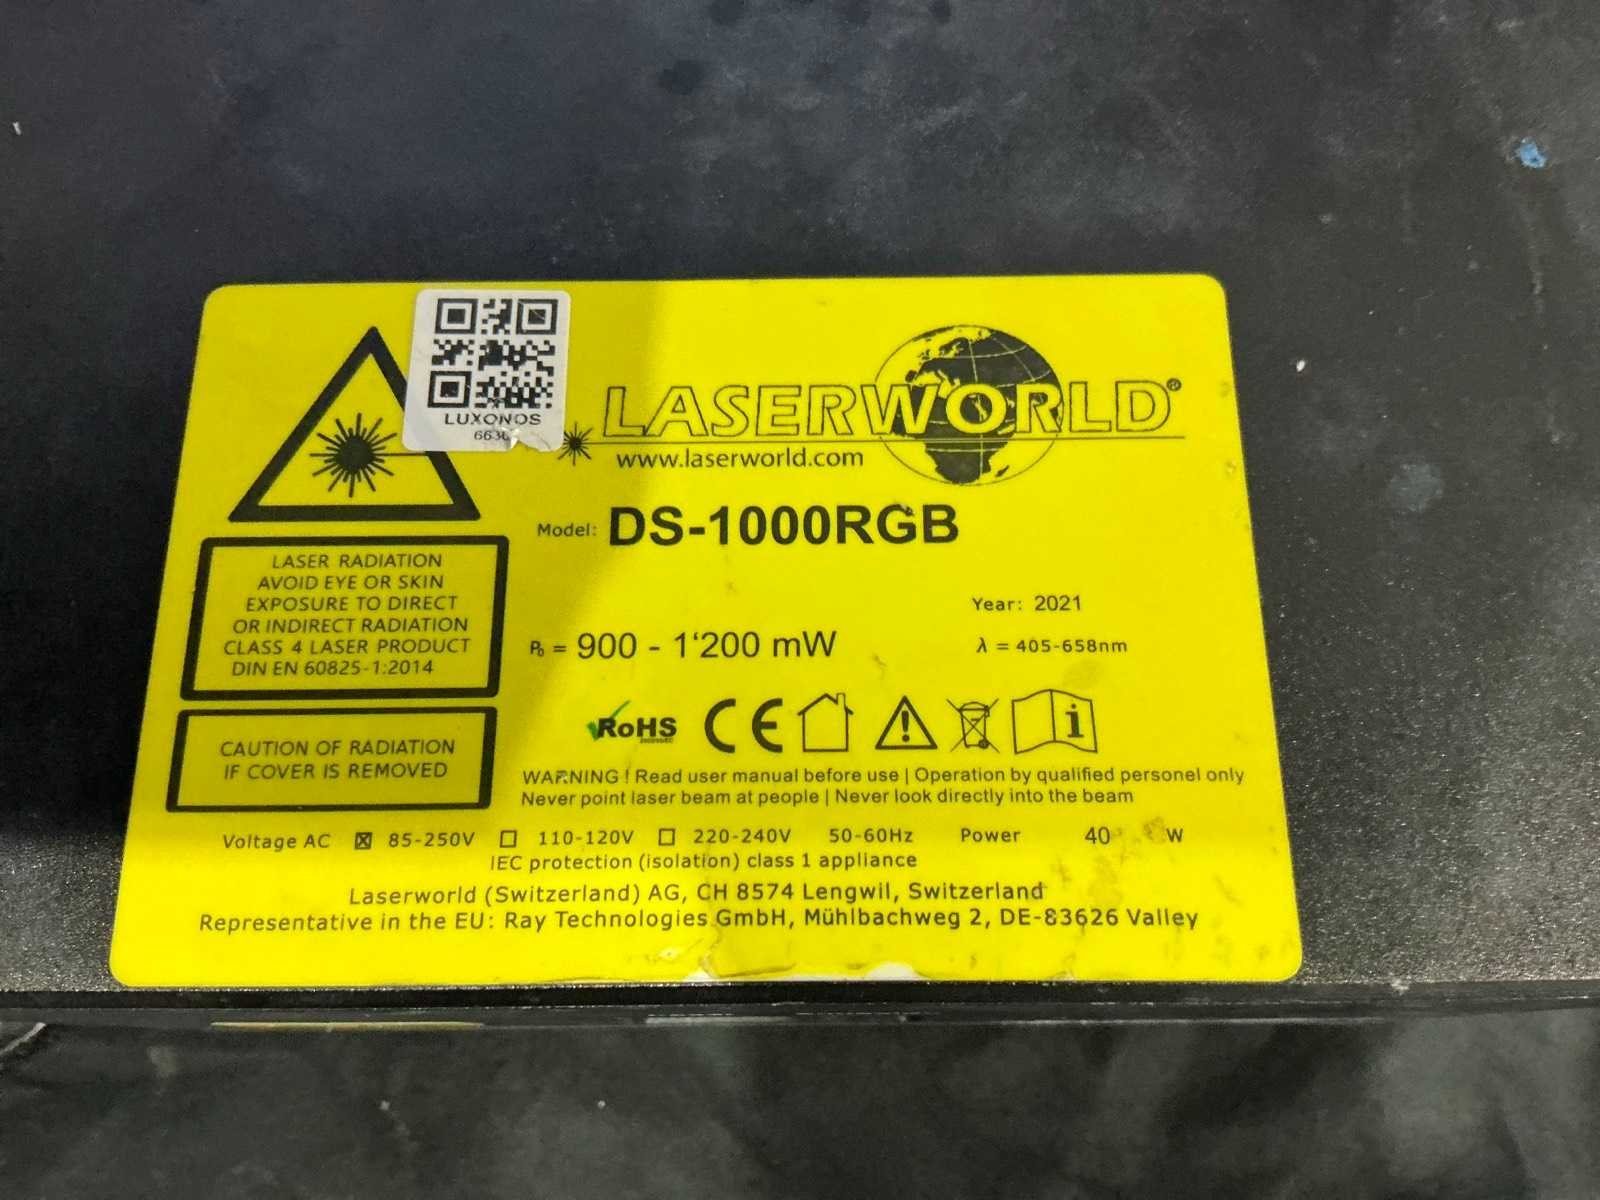 LUXONOS
LASERWORLD®
www.laserworld.com
Model: DS-1000RGB
LASER RADIATION
AVOID EYE OR SKIN
EXPOSURE TO DIRECT
OR INDIRECT RADIATION
CLASS 4 LASER PRODUCT
DIN EN 60825-1:2014
Year: 2021
P₀ = 900 - 1'200 mW
λ = 405-658nm
RoHS
CE
CAUTION OF RADIATION
IF COVER IS REMOVED
WARNING ! Read user manual before use | Operation by qualified personel only
Never point laser beam at people | Never look directly into the beam
Voltage AC ☒ 85-250V ☐ 110-120V ☐ 220-240V 50-60Hz Power 40 W
IEC protection (isolation) class 1 appliance
Laserworld (Switzerland) AG, CH 8574 Lengwil, Switzerland
Representative in the EU: Ray Technologies GmbH, Mühlbachweg 2, DE-83626 Valley